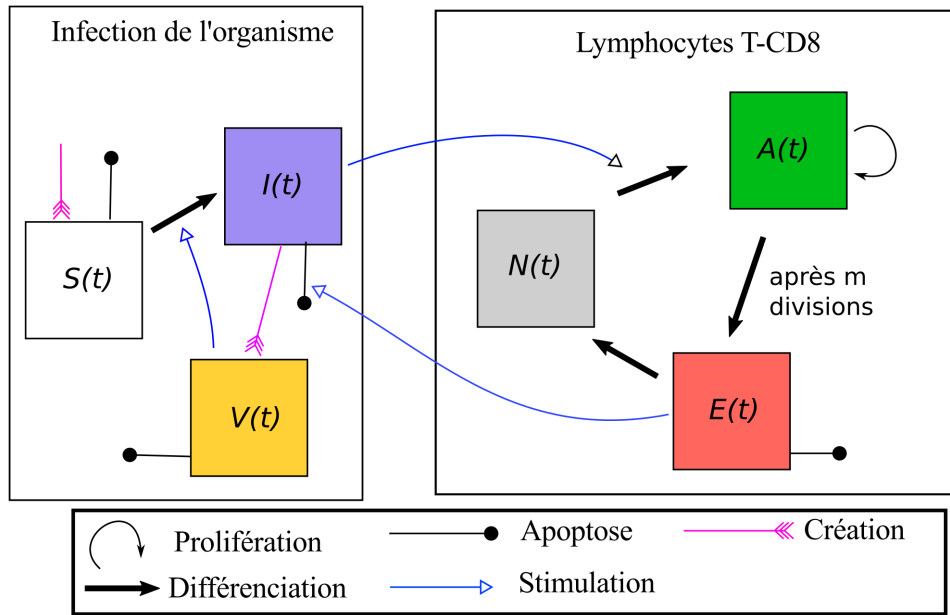 Infection de l'organisme
Lymphocytes T-CD8
S(t)
I(t)
V(t)
N(t)
A(t)
après m
divisions
E(t)
Prolifération
Apoptose
Création
Différenciation
Stimulation